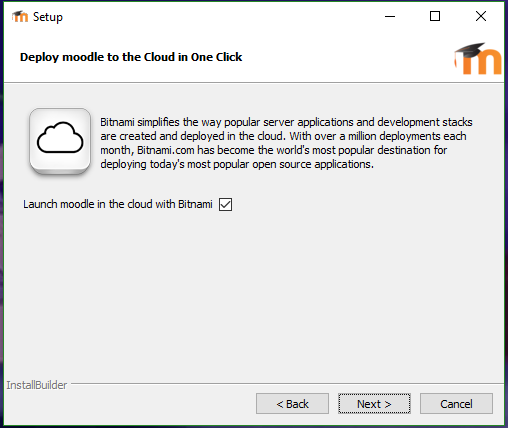 Setup
Deploy moodle to the Cloud in One Click
Bitnami simplifies the way popular server applications and development stacks
are created and deployed in the cloud. With over a million deployments each
month, Bitnami.com has become the world's most popular destination for
deploying today's most popular open source applications.
Launch moodle in the cloud with Bitnami
InstallBuilder
< Back
Next >
Cancel